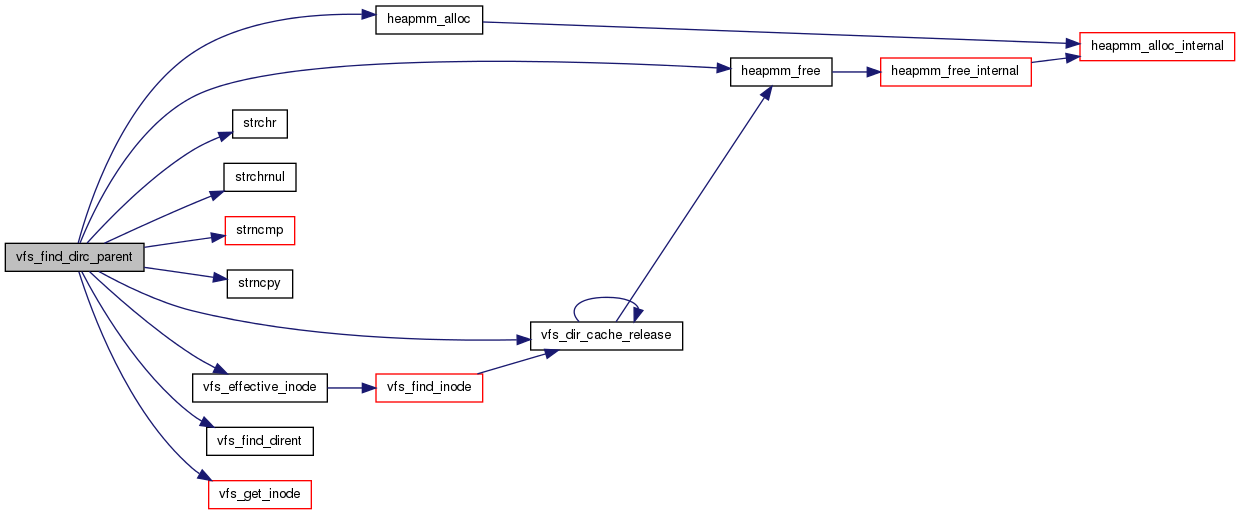 heapmm_alloc
heapmm_alloc_internal
heapmm_free
heapmm_free_internal
strchr
strchrnul
strncmp
vfs_find_dirc_parent
strncpy
vfs_dir_cache_release
vfs_effective_inode
vfs_find_inode
vfs_find_dirent
vfs_get_inode